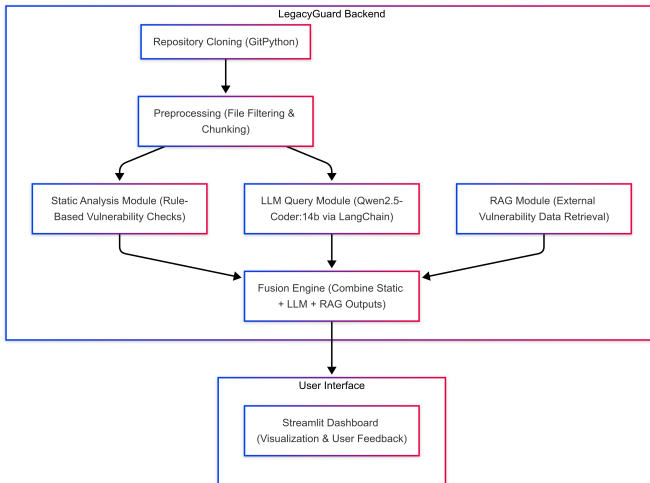 LegacyGuard Backend
Repository Cloning (GitPython)
Preprocessing (File Filtering &
Chunking)
Static Analysis Module (Rule-
Based Vulnerability Checks)
LLM Query Module (Qwen2.5-
Coder:14b via LangChain)
RAG Module (External
Vulnerability Data Retrieval)
Fusion Engine (Combine Static
+ LLM + RAG Outputs)
User Interface
Streamlit Dashboard
(Visualization & User Feedback)